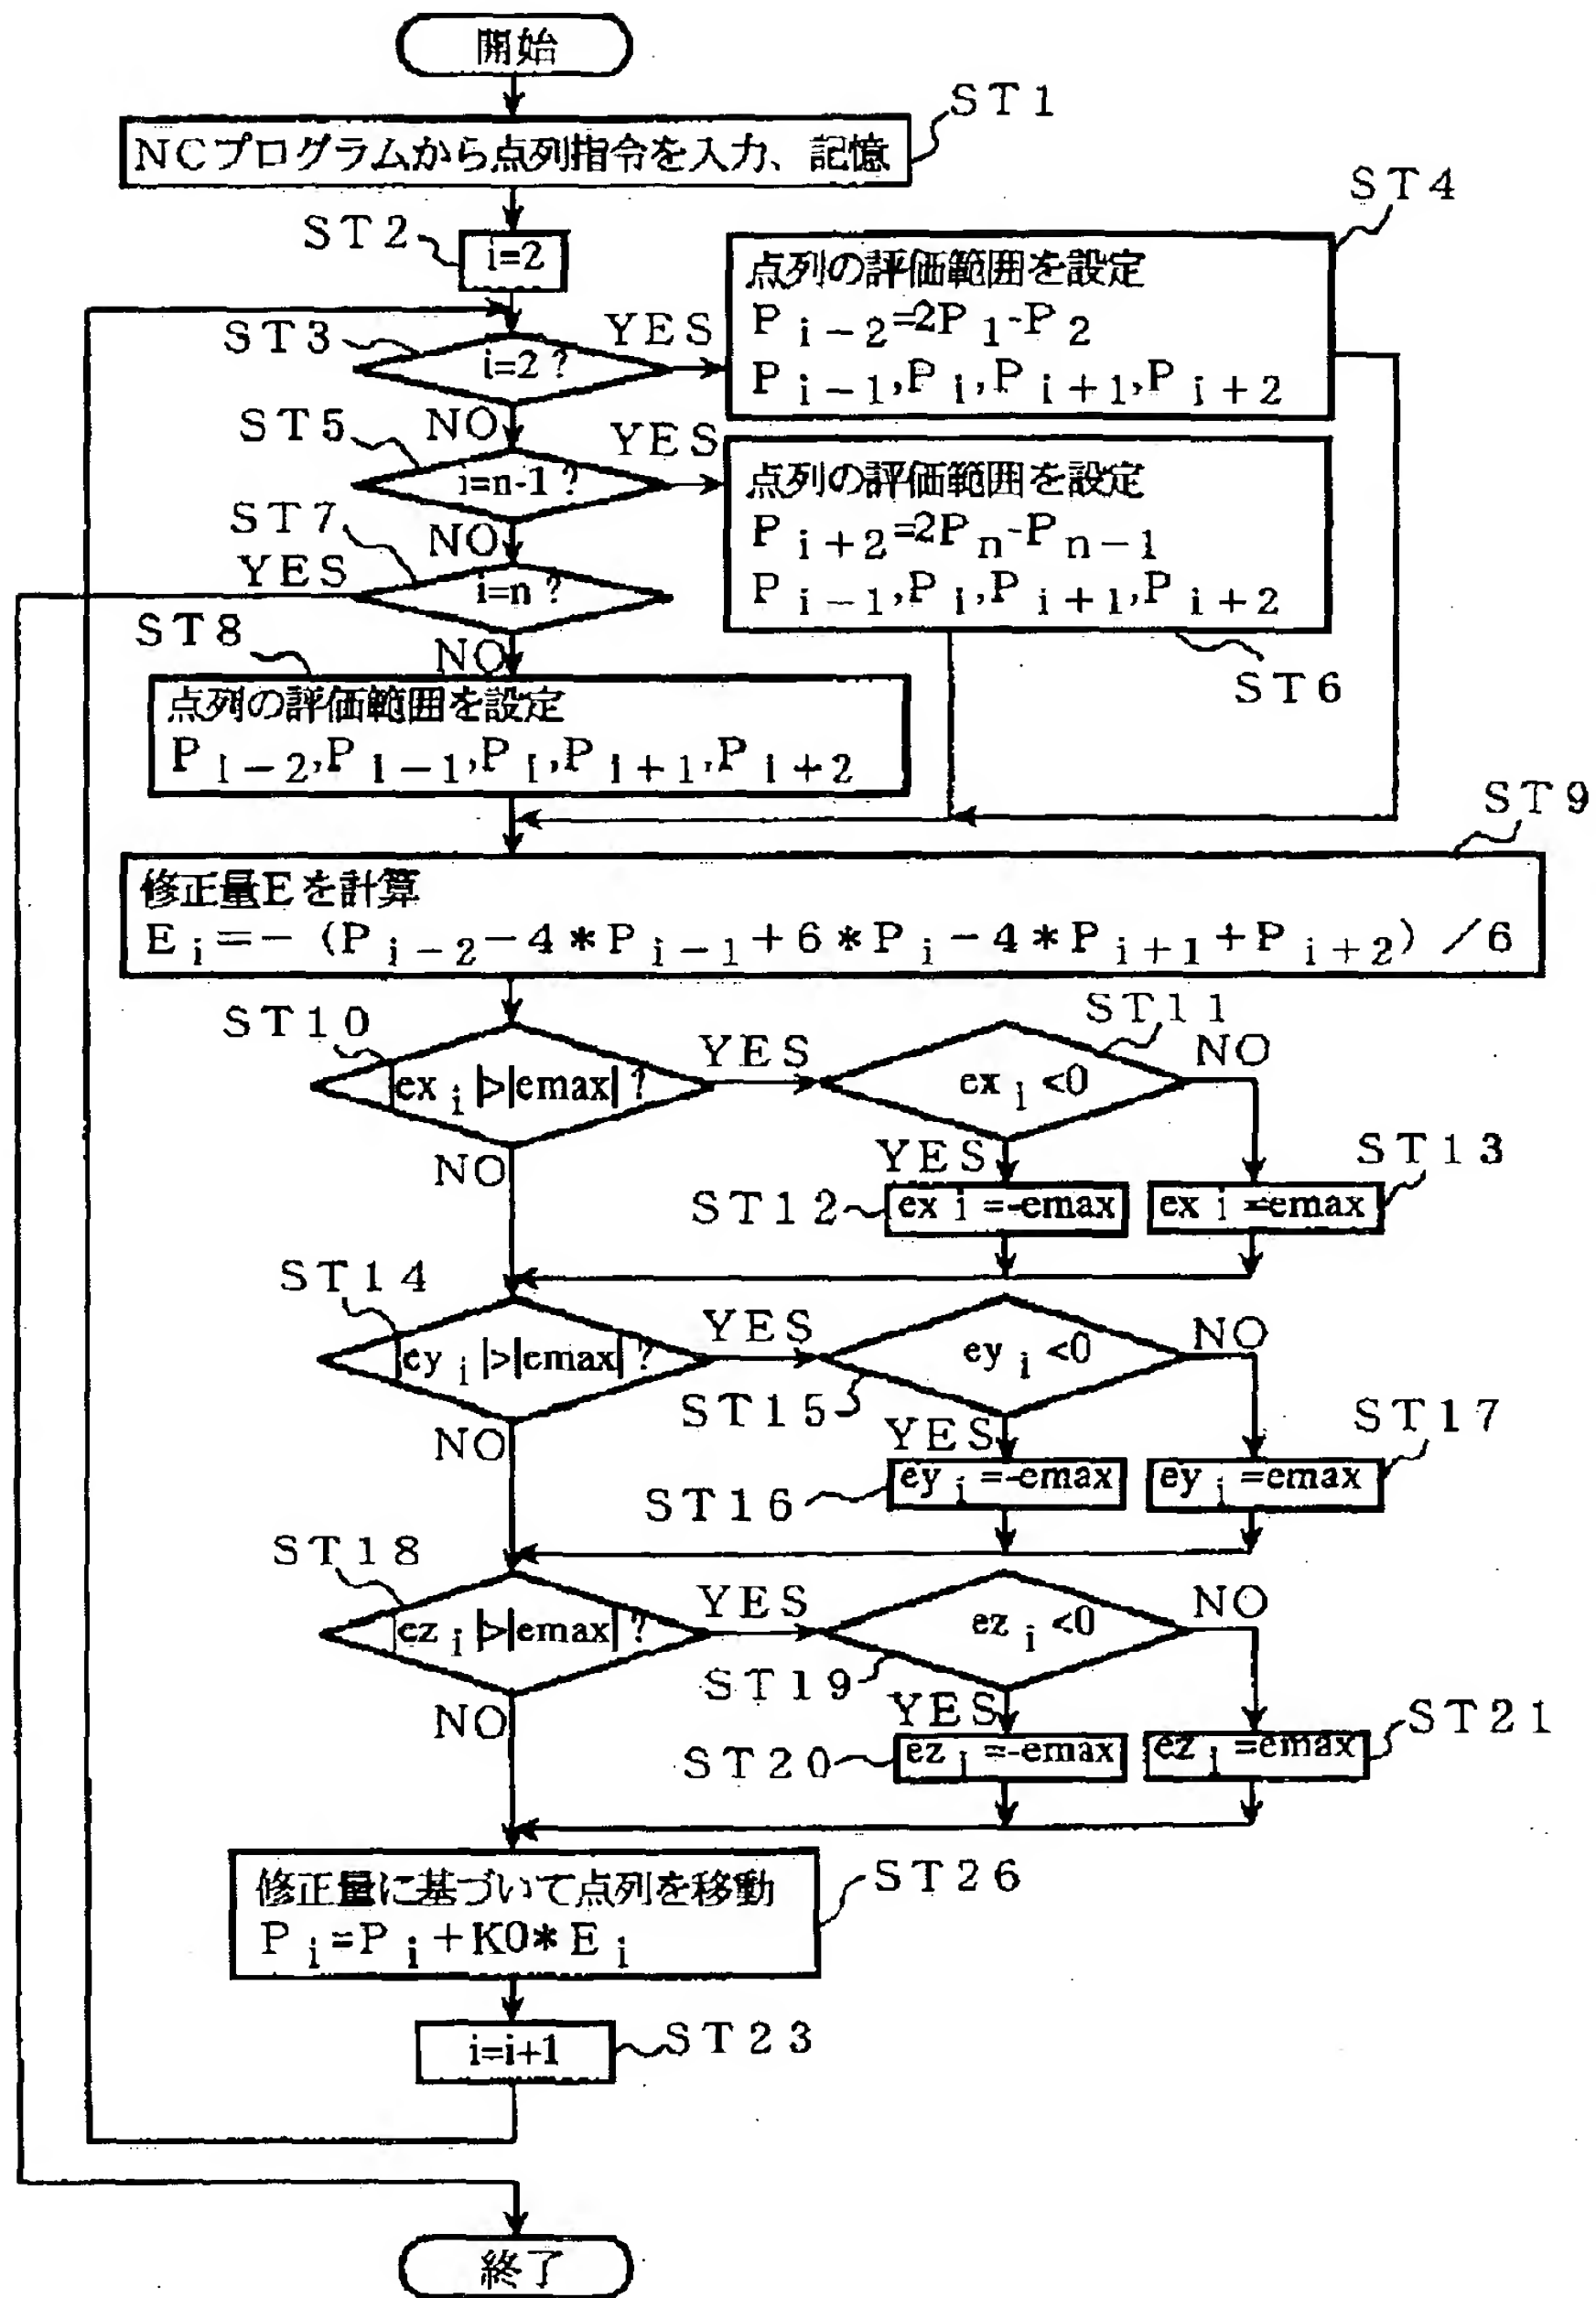 開始
ST1
NCプログラムから点列指令を入力、記憶
ST2
i=2
ST3
i=2?
YES
NO
ST4
点列の評価範囲を設定
P i-2=2P 1-P 2
P i-1,P i,P i+1,P i+2
ST5
i=n-1?
YES
NO
点列の評価範囲を設定
P i+2=2P n-P n-1
P i-1,P i,P i+1,P i+2
ST6
ST7
i=n?
YES
NO
ST8
点列の評価範囲を設定
P i-2,P i-1,P i,P i+1,P i+2
ST9
修正量Eを計算
E i=-(P i-2-4*P i-1+6*P i-4*P i+1+P i+2)/6
ST10
|ex i|>|emax|?
YES
NO
ST11
ex i<0
NO
YES
ST12
ex i=-emax
ST13
ex i=emax
ST14
|ey i|>|emax|?
YES
NO
ST15
ey i<0
NO
YES
ST16
ey i=-emax
ST17
ey i=emax
ST18
|ez i|>|emax|?
YES
NO
ST19
ez i<0
NO
YES
ST20
ez i=-emax
ST21
ez i=emax
ST26
修正量に基づいて点列を移動
P i=P i+K0*E i
ST23
i=i+1
終了